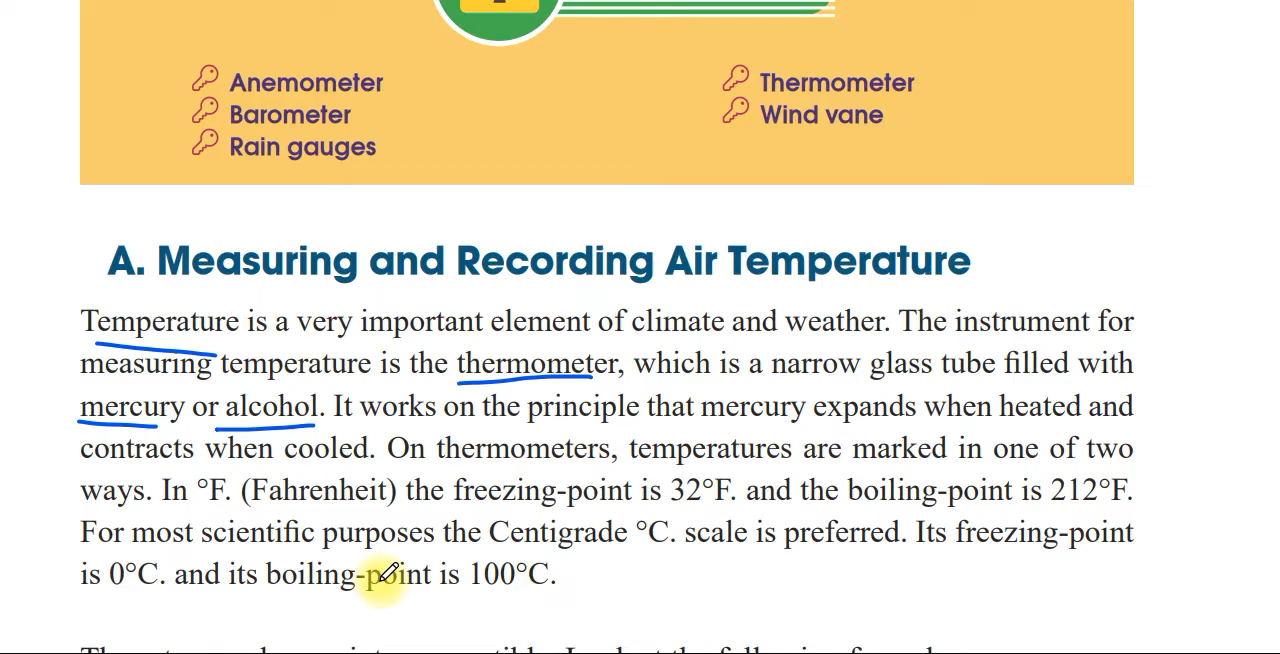 Anemometer
Thermometer
Barometer
Wind vane
Rain gauges
A. Measuring and Recording Air Temperature
Temperature is a very important element of climate and weather. The instrument for
measuring temperature is the thermometer, which is a narrow glass tube filled with
mercury or alcohol. It works on the principle that mercury expands when heated and
contracts when cooled. On thermometers, temperatures are marked in one of two
ways. In °F. (Fahrenheit) the freezing-point is 32°F. and the boiling-point is 212°F.
For most scientific purposes the Centigrade °C. scale is preferred. Its freezing-point
is 0°C. and its boiling-point is 100°C.